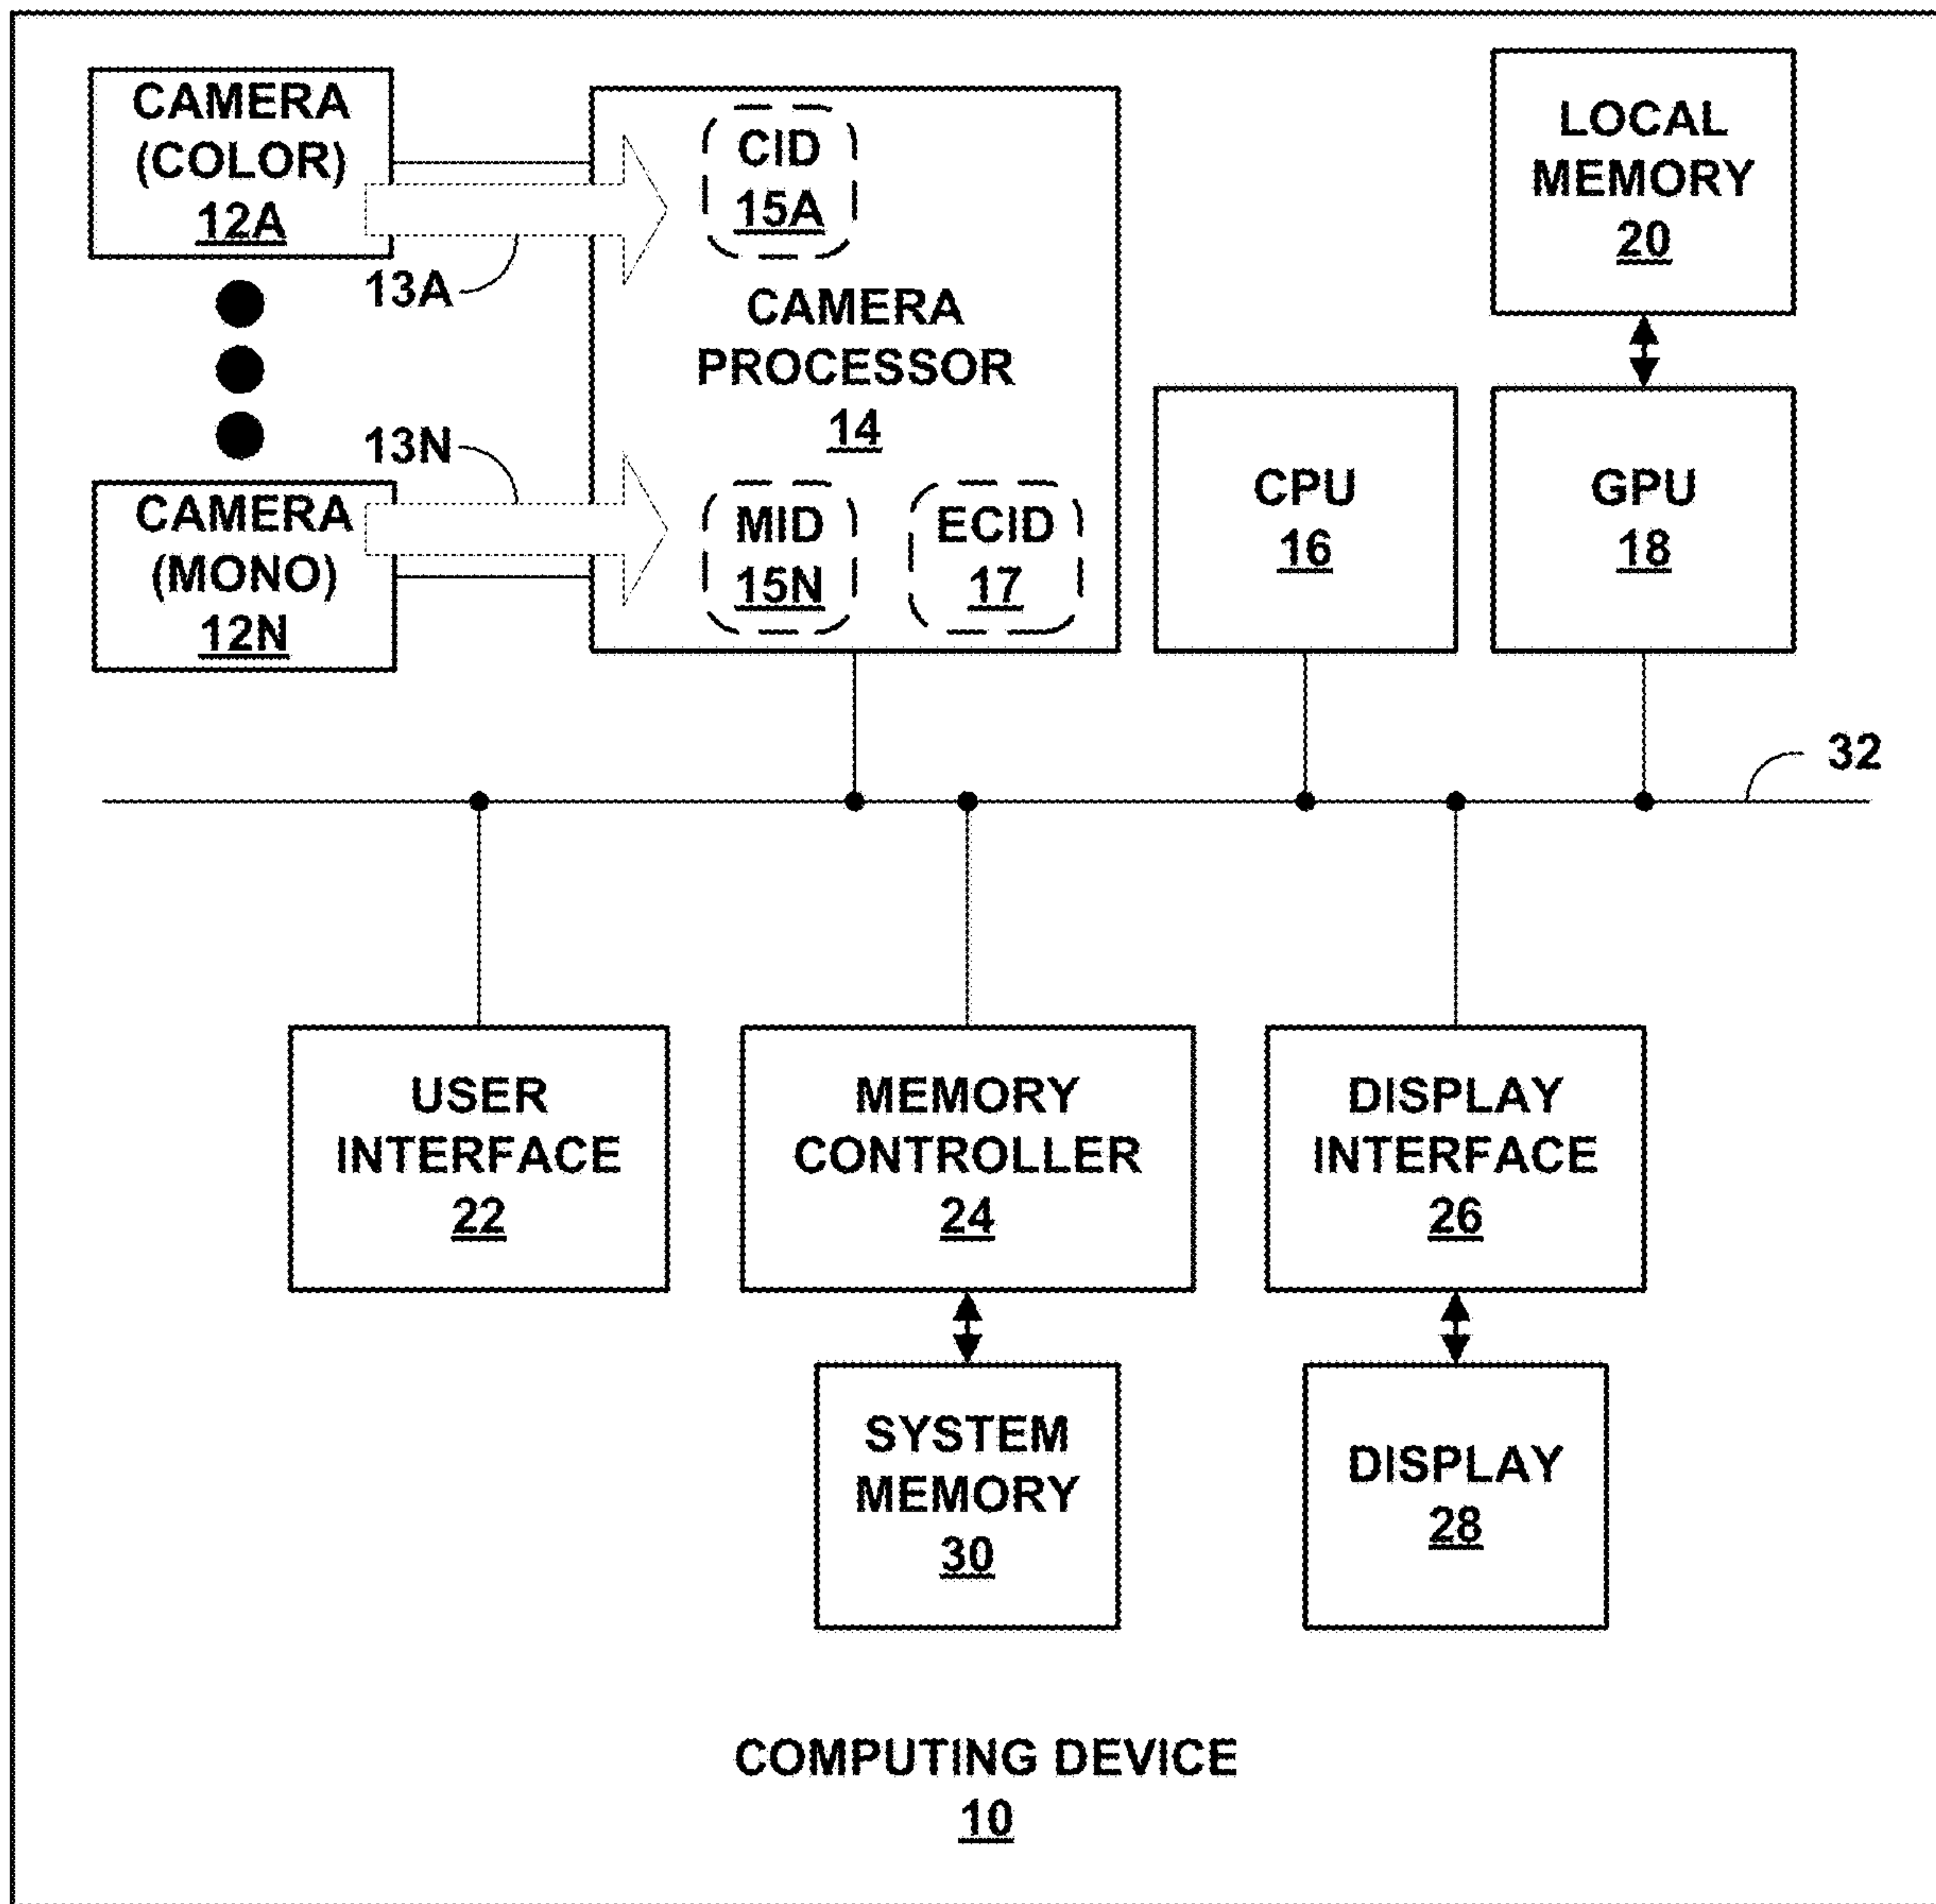 CAMERA
(COLOR)
12A
13A
CID
15A
CAMERA
PROCESSOR
14
13N
CAMERA
(MONO)
12N
MID
15N
ECID
17
LOCAL
MEMORY
20
CPU
16
GPU
18
32
USER
INTERFACE
22
MEMORY
CONTROLLER
24
DISPLAY
INTERFACE
26
SYSTEM
MEMORY
30
DISPLAY
28
COMPUTING DEVICE
10